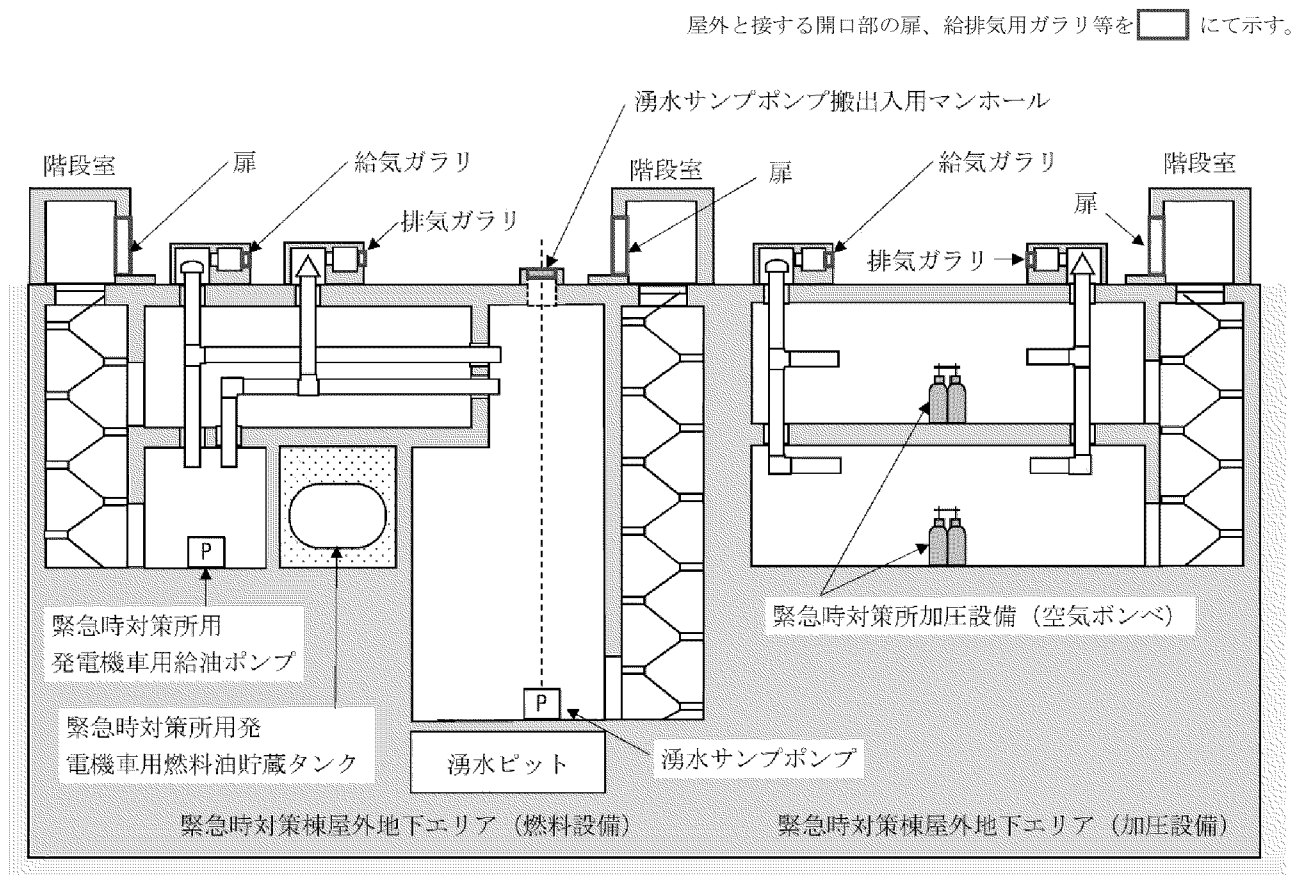 屋外と接する開口部の扉、給排気用ガラリ等を にて示す。
湧水サンプポンプ搬出入用マンホール
階段室
扉
給気ガラリ
排気ガラリ
階段室
扉
給気ガラリ
排気ガラリ
扉
階段室
P
緊急時対策所用
発電機車用給油ポンプ
緊急時対策所用発
電機車用燃料油貯蔵タンク
P
湧水ピット
湧水サンプポンプ
緊急時対策所加圧設備（空気ボンベ）
緊急時対策棟屋外地下エリア（燃料設備）
緊急時対策棟屋外地下エリア（加圧設備）